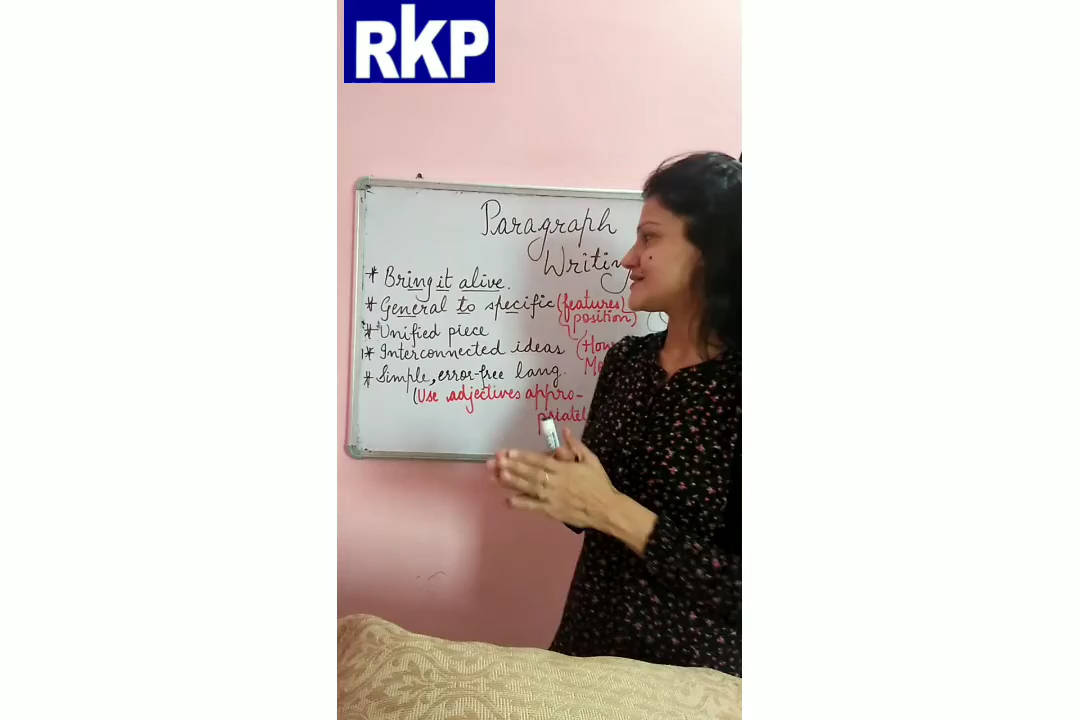 RKP
Paragraph
Writing
* Bring it alive.
* General to specific (features
position)
* Unified piece
* Interconnected ideas
* Simple, error-free lang.
(Use adjectives appro-